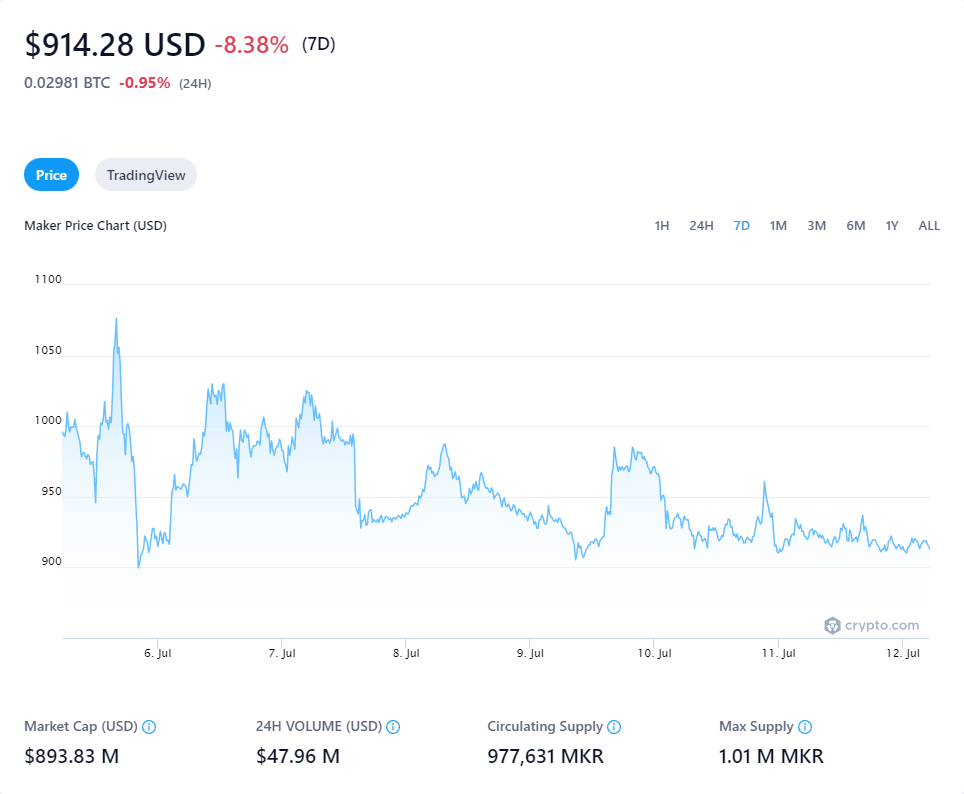 $914.28 USD -8.38% (7D)
0.02981 BTC -0.95% (24H)
Price TradingView
Maker Price Chart (USD) 1H 24H 7D 1M 3M 6M 1Y ALL
1100
1050
1000
950
900
crypto.com
6. Jul 7. Jul 8. Jul 9. Jul 10. Jul 11. Jul 12. Jul
Market Cap (USD) 24H VOLUME (USD) Circulating Supply Max Supply
$893.83 M $47.96 M 977,631 MKR 1.01 M MKR